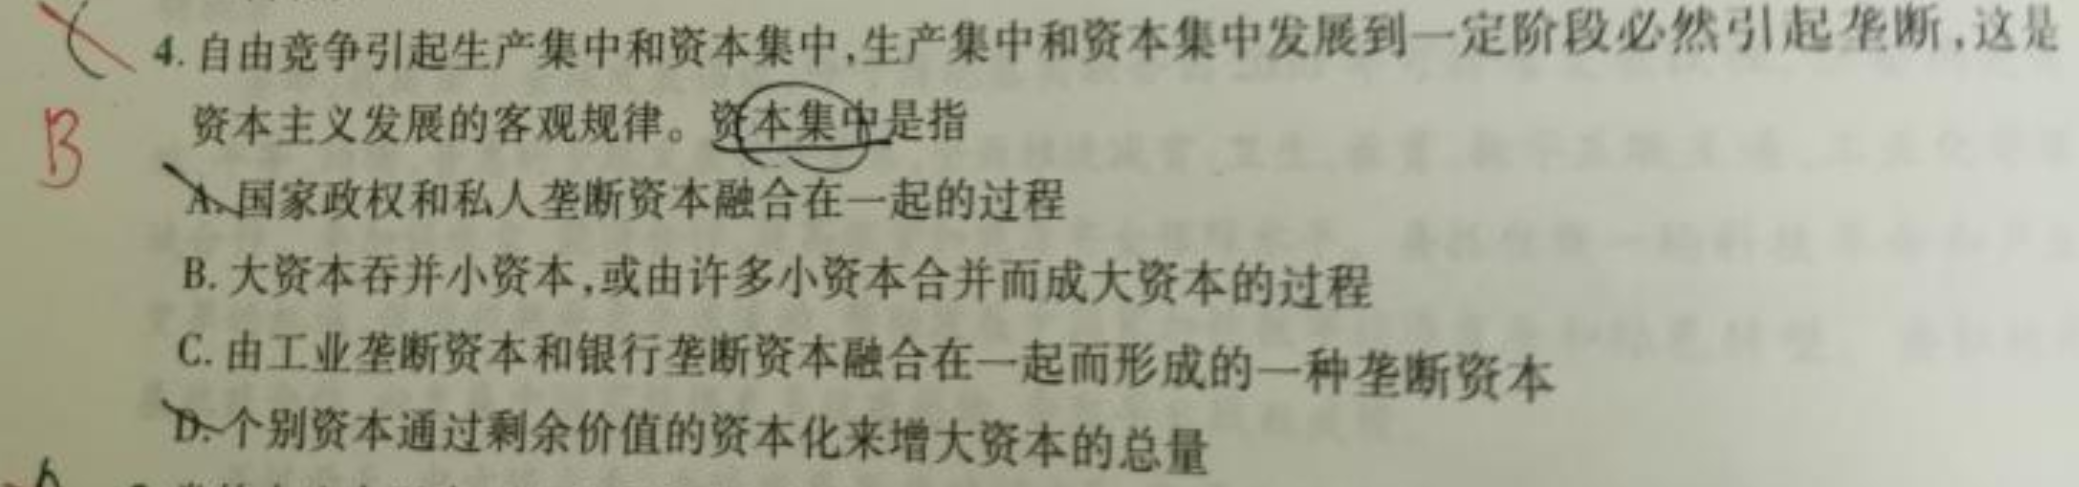 4.自由竞争引起生产集中和资本集中,生产集中和资本集中发展到一定阶段必然引起垄断,这是
资本主义发展的客观规律。资本集中是指
B
A.国家政权和私人垄断资本融合在一起的过程
B.大资本吞并小资本,或由许多小资本合并而成大资本的过程
C.由工业垄断资本和银行垄断资本融合在一起而形成的一种垄断资本
D.个别资本通过剩余价值的资本化来增大资本的总量